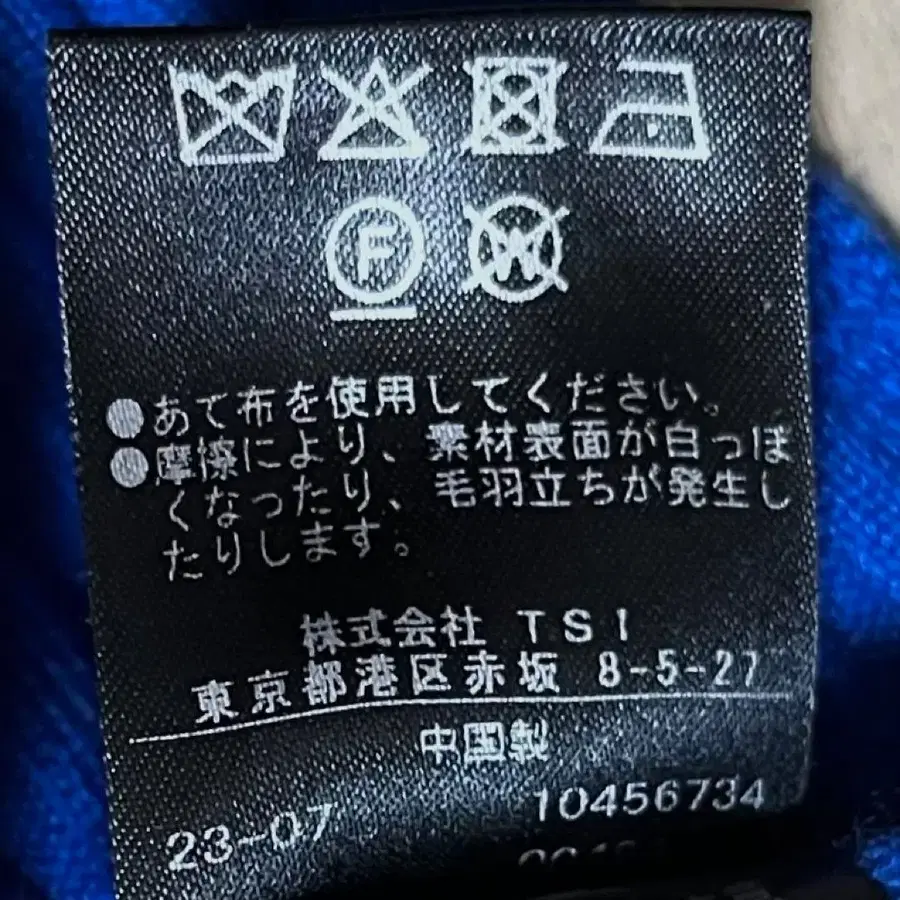 F W
●あて布を使用してください。
●摩擦により、素材表面が白っぽ
くなったり、毛羽立ちが発生し
たりします。
株式会社 TSI
東京都港区赤坂 8-5-27
中国製
23-07 10456734